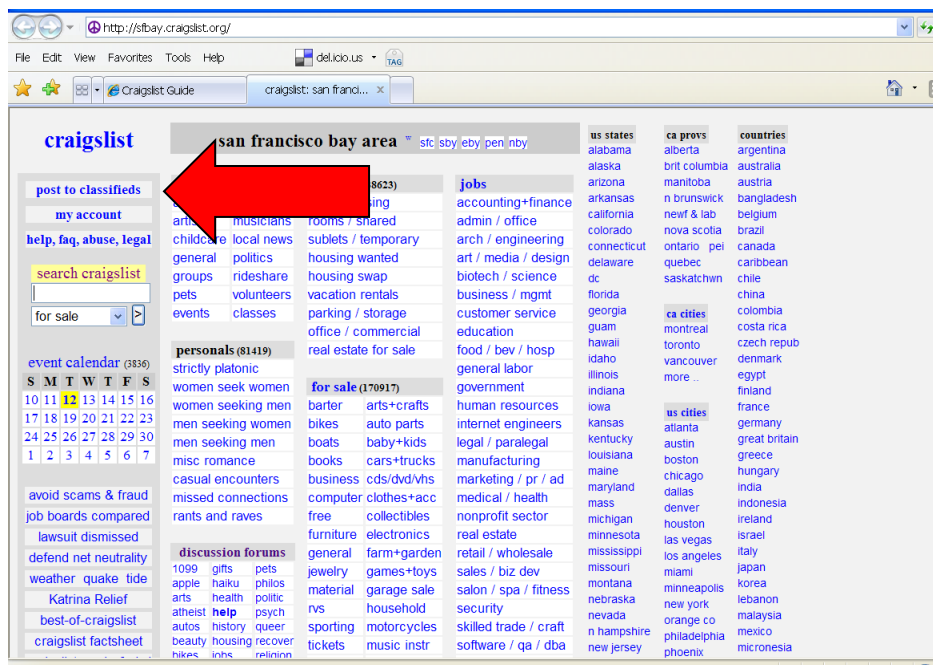 http://sfbay.craigslist.org/
File Edit View Favorites Tools Help
del.icio.us TAG
Craigslist Guide
craigslist: san franci... x
craigslist
post to classifieds
my account
help, faq, abuse, legal
search craigslist
for sale >
event calendar (3836)
S M T W T F S
10 11 12 13 14 15 16
17 18 19 20 21 22 23
24 25 26 27 28 29 30
1 2 3 4 5 6 7
avoid scams & fraud
job boards compared
lawsuit dismissed
defend net neutrality
weather quake tide
Katrina Relief
best-of-craigslist
craigslist factsheet
san francisco bay area w sfc sby eby pen nby
musicians
childcare local news
general politics
groups rideshare
pets volunteers
events classes
personals (81419)
strictly platonic
women seek women
women seeking men
men seeking women
men seeking men
misc romance
casual encounters
missed connections
rants and raves
discussion forums
1099 gifts pets
apple haiku philos
arts health politic
atheist help psych
autos history queer
beauty housing recover
bikes jobs religion
rooms / shared
sublets / temporary
housing wanted
housing swap
vacation rentals
parking / storage
office / commercial
real estate for sale
for sale (170917)
barter arts+crafts
bikes auto parts
boats baby+kids
books cars+trucks
business cds/dvd/vhs
computer clothes+acc
free collectibles
furniture electronics
general farm+garden
jewelry games+toys
material garage sale
rvs household
sporting motorcycles
tickets music instr
jobs
accounting+finance
admin / office
arch / engineering
art / media / design
biotech / science
business / mgmt
customer service
education
food / bev / hosp
general labor
government
human resources
internet engineers
legal / paralegal
manufacturing
marketing / pr / ad
medical / health
nonprofit sector
real estate
retail / wholesale
sales / biz dev
salon / spa / fitness
security
skilled trade / craft
software / qa / dba
us states
alabama
alaska
arizona
arkansas
california
colorado
connecticut
delaware
dc
florida
georgia
guam
hawaii
idaho
illinois
indiana
iowa
kansas
kentucky
louisiana
maine
maryland
mass
michigan
minnesota
mississippi
missouri
montana
nebraska
nevada
n hampshire
new jersey
ca provs
alberta
brit columbia
manitoba
n brunswick
newf & lab
nova scotia
ontario pei
quebec
saskatchwn
ca cities
montreal
toronto
vancouver
more ..
us cities
atlanta
austin
boston
chicago
dallas
denver
houston
las vegas
los angeles
miami
minneapolis
new york
orange co
philadelphia
phoenix
countries
argentina
australia
austria
bangladesh
belgium
brazil
canada
caribbean
chile
china
colombia
costa rica
czech repub
denmark
egypt
finland
france
germany
great britain
greece
hungary
india
indonesia
ireland
israel
italy
japan
korea
lebanon
malaysia
mexico
micronesia